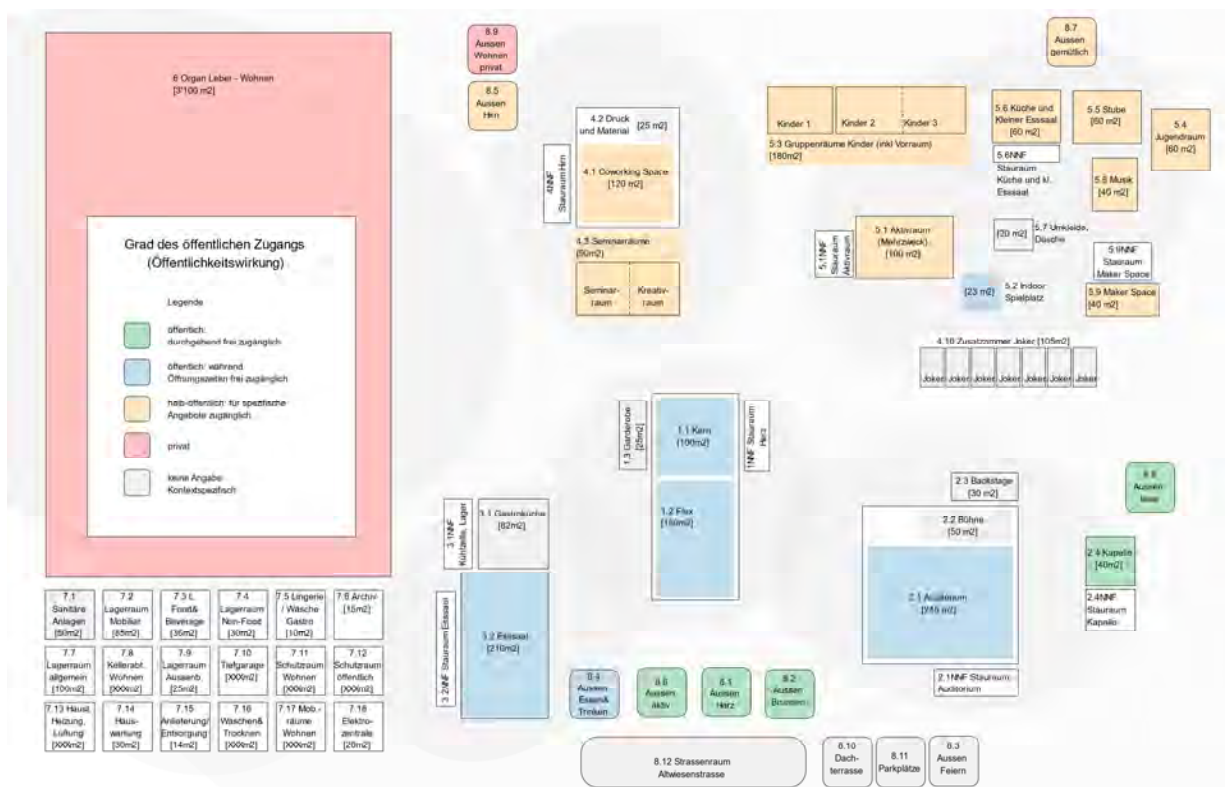 6 Organ Leber - Wohnen
[3'100 m2]
Grad des öffentlichen Zugangs
(Öffentlichkeitswirkung)
Legende
öffentlich:
durchgehend frei zugänglich
öffentlich: während
Öffnungszeiten frei zugänglich
halb-öffentlich: für spezifische
Angebote zugänglich
privat
keine Angabe:
Kontextspezifisch
7.1
Sanitäre
Anlagen
[50m2]
7.2
Lagerraum
Mobiliar
[85m2]
7.3 L.
Food&
Beverage
7.4
Lagerraum
Non-Food
[30m2]
7.5 Lingerie
/ Wäsche
Gastro
[10m2]
7.6 Archiv
[15m2]
7.7
Lagerraum
allgemein
[100m2]
7.8
Kellerabt.
Wohnen
[XXXm2]
7.9
Lagerraum
Aussenb.
[25m2]
7.10
Tiefgarage
[XXXm2]
7.11
Schutzraum
Wohnen
[XXXm2]
7.12
Schutzraum
öffentlich
[XXXm2]
7.13 Haust.
Heizung,
Lüftung
[XXXm2]
7.14
Haus-
wartung
[30m2]
7.15
Anlieferung/
Entsorgung
[14m2]
7.16
Waschen&
Trocknen
[XXXm2]
7.17 Mob.-
räume
Wohnen
[XXXm2]
7.18
Elektro-
zentrale
[20m2]
8.9
Aussen
Wohnen
privat
8.5
Aussen
Hirn
4.2 Druck
und Material
[25 m2]
4NNF
Stauraum Hirn
4.1 Coworking Space
[120 m2]
4.3 Seminarräume
Seminar-
raum
Kreativ-
raum
8.7
Aussen
gemütlich
Kinder 1
Kinder 2
Kinder 3
5.3 Gruppenräume Kinder (inkl Vorraum)
[180m2]
5.6 Küche und
Kleiner Esssaal
[60 m2]
5.5 Stube
[60 m2]
5.4
Jugendraum
[60 m2]
5.6NNF
Stauraum
Küche und kl.
Esssaal
5.8 Musik
[40 m2]
5.1NNF
Stauraum
Aktivraum
5.1 Aktivraum
(Mehrzweck)
[100 m2]
[20 m2]
5.7 Umkleide,
Dusche
5.9NNF
Stauraum
Maker Space
[23 m2]
5.2 Indoor
Spielplatz
5.9 Maker Space
[40 m2]
4.10 Zusatzzimmer Joker [105m2]
Joker
Joker
Joker
Joker
Joker
Joker
Joker
1.3 Garderobe
[25m2]
1.1 Kern
[100m2]
1NNF Stauraum
Herz
1.2 Flex
3.1NNF
Kühlzelle, Lager
3.1 Gastroküche
[62m2]
3.2NNF Stauraum Esssaal
3.2 Esssaal
[210m2]
2.3 Backstage
[30 m2]
2.2 Bühne
[50 m2]
2.1 Auditorium
2.1NNF Stauraum
Auditorium
Aussen
2.4 Kapelle
[40m2]
2.4NNF
Stauraum
Kapelle
8.4
Aussen
Essen&
Trinken
Aussen
Aktiv
8.1
Aussen
Herz
8.2
Aussen
Brunnen
8.12 Strassenraum
Altwiesenstrasse
8.10
Dach-
terrasse
8.11
Parkplätze
8.3
Aussen
Feiern